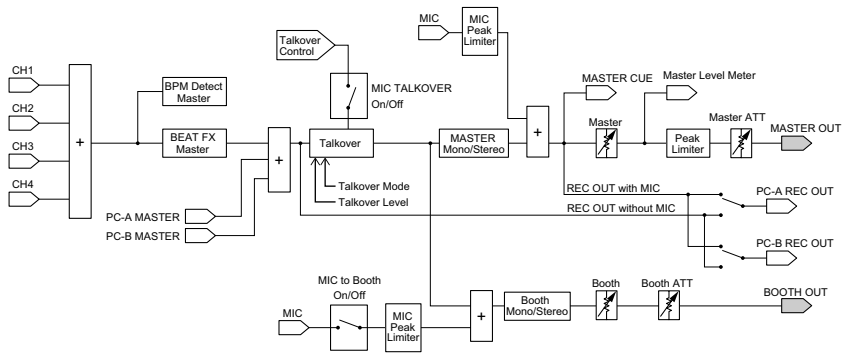 CH1
CH2
CH3
CH4
+
BPM Detect
Master
BEAT FX
Master
PC-A MASTER
PC-B MASTER
+
Talkover
Control
MIC TALKOVER
On/Off
Talkover
Talkover Mode
Talkover Level
MIC
MIC
Peak
Limiter
MASTER
Mono/Stereo
+
MASTER CUE
Master Level Meter
Master
Peak
Limiter
Master ATT
MASTER OUT
REC OUT with MIC
REC OUT without MIC
PC-A REC OUT
PC-B REC OUT
MIC to Booth
On/Off
MIC
MIC
Peak
Limiter
+
Booth
Mono/Stereo
Booth
Booth ATT
BOOTH OUT